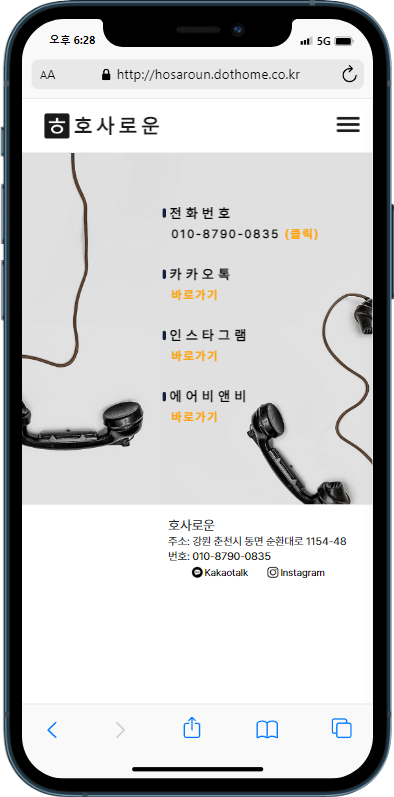 오후 6:28
5G
AA
http://hosaroun.dothome.co.kr
ㅎ 호사로운
전화번호
010-8790-0835 (클릭)
카카오톡
바로가기
인스타그램
바로가기
에어비앤비
바로가기
호사로운
주소: 강원 춘천시 동면 순환대로 1154-48
번호: 010-8790-0835
Kakaotalk Instagram